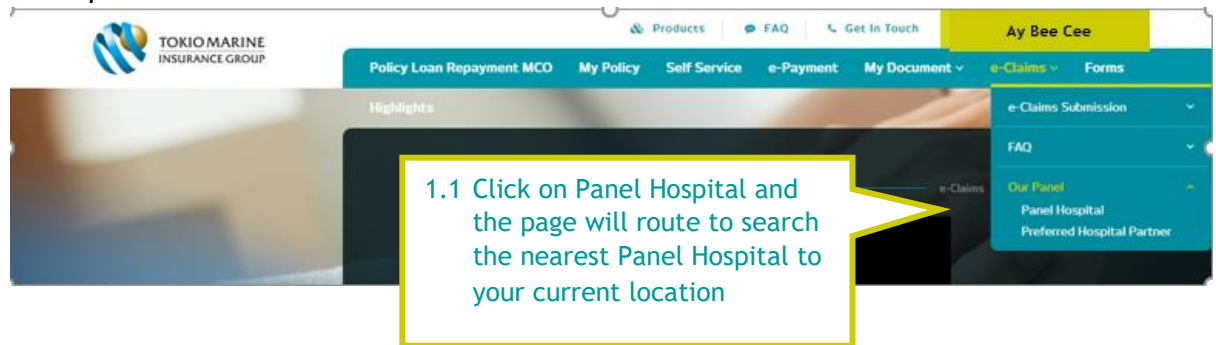 TOKIO MARINE
INSURANCE GROUP
Products
FAQ
Get In Touch
Ay Bee Cee
Policy Loan Repayment MCO
My Policy
Self Service
e-Payment
My Document
e-Claims
Forms
Highlights
e-Claims Submission
FAQ
Our Panel
Panel Hospital
Preferred Hospital Partner
e-Claims
1.1 Click on Panel Hospital and
the page will route to search
the nearest Panel Hospital to
your current location